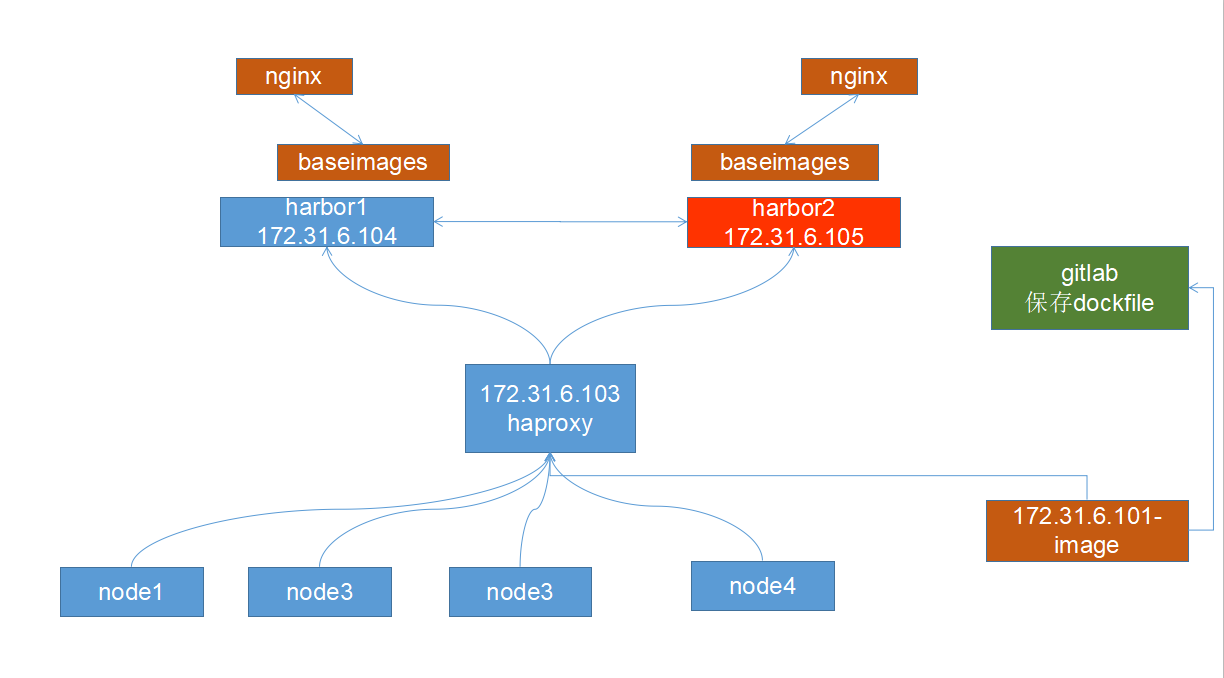 nginx
nginx
baseimages
baseimages
harbor1
172.31.6.104
harbor2
172.31.6.105
gitlab
保存dockfile
172.31.6.103
haproxy
172.31.6.101-
image
node1
node3
node3
node4